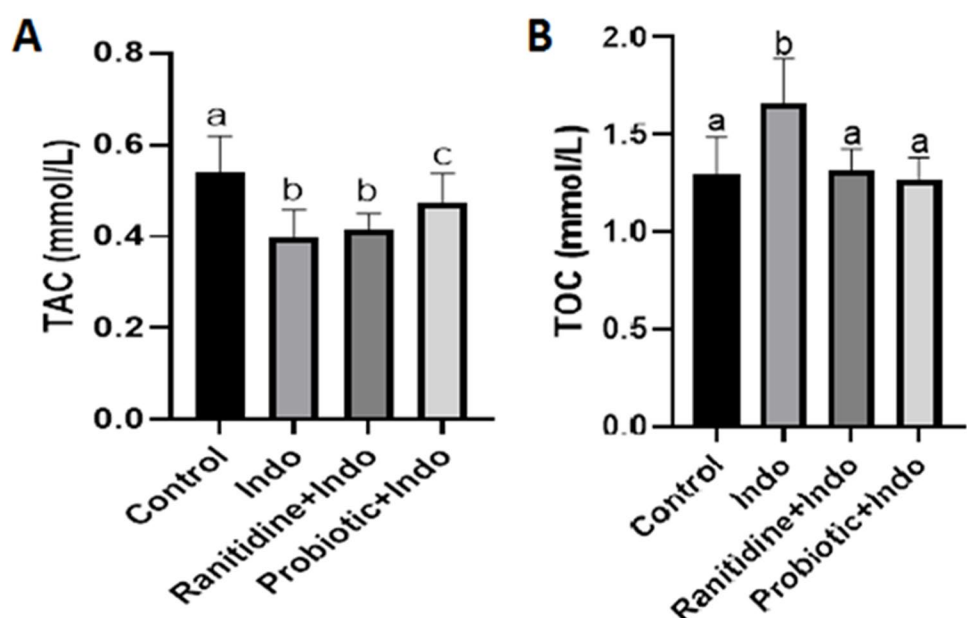 A
TAC (mmol/L)
0.8
0.6
0.4
0.2
0.0
a
b
b
c
Control
Indo
Ranitidine+Indo
Probiotic+Indo
B
TOC (mmol/L)
2.0
1.5
1.0
0.5
0.0
a
b
a
a
Control
Indo
Ranitidine+Indo
Probiotic+Indo